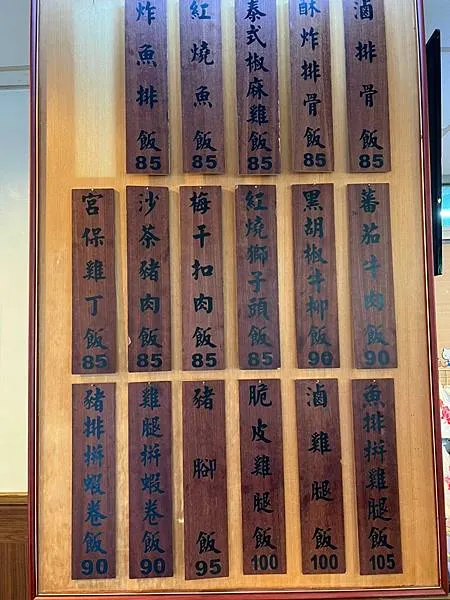 滷排骨飯85
酥炸排骨飯85
泰式椒麻雞飯85
紅燒魚飯85
炸魚排飯85
蕃茄牛肉飯90
黑胡椒牛柳飯90
紅燒獅子頭飯85
梅干扣肉飯85
沙茶豬肉飯85
宮保雞丁飯85
魚排拼雞腿飯105
滷雞腿飯100
脆皮雞腿飯100
豬腳飯95
雞腿拼蝦卷飯90
豬排拼蝦卷飯90